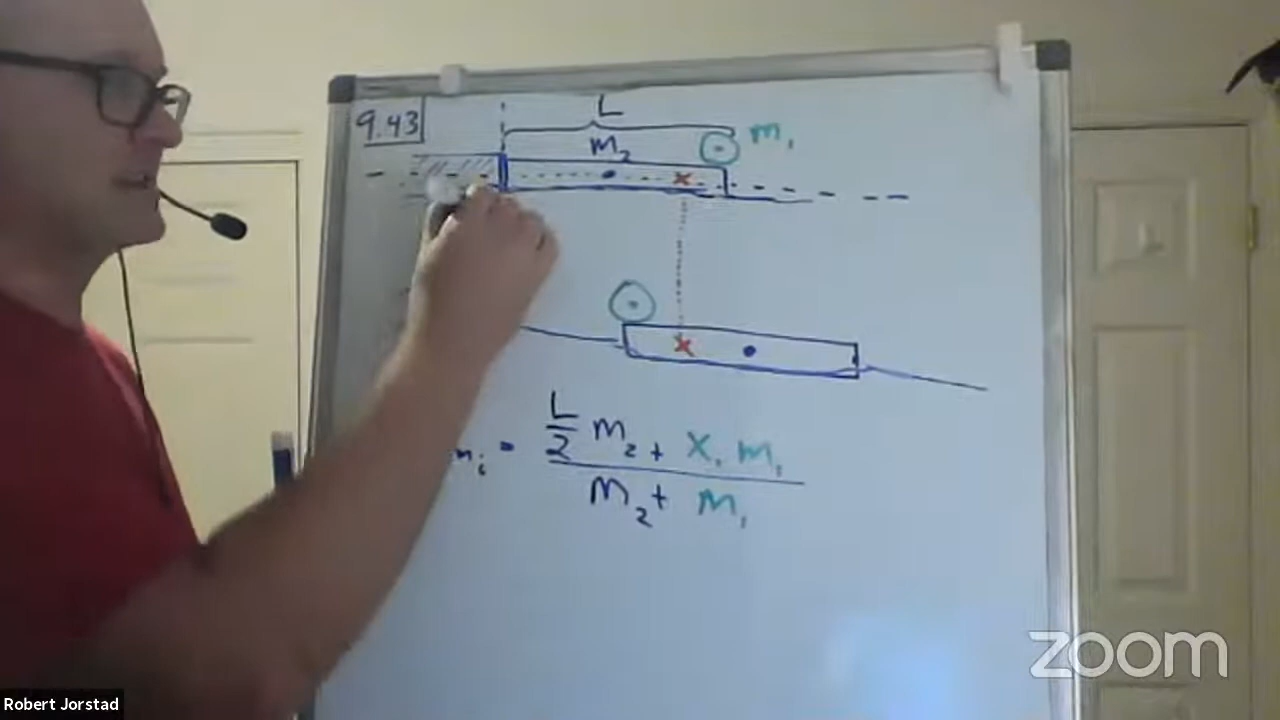 9.43
L
m₂
m₁
L/2 m₂ + x₁ m₁
m₂ + m₁
zoom
Robert Jorstad